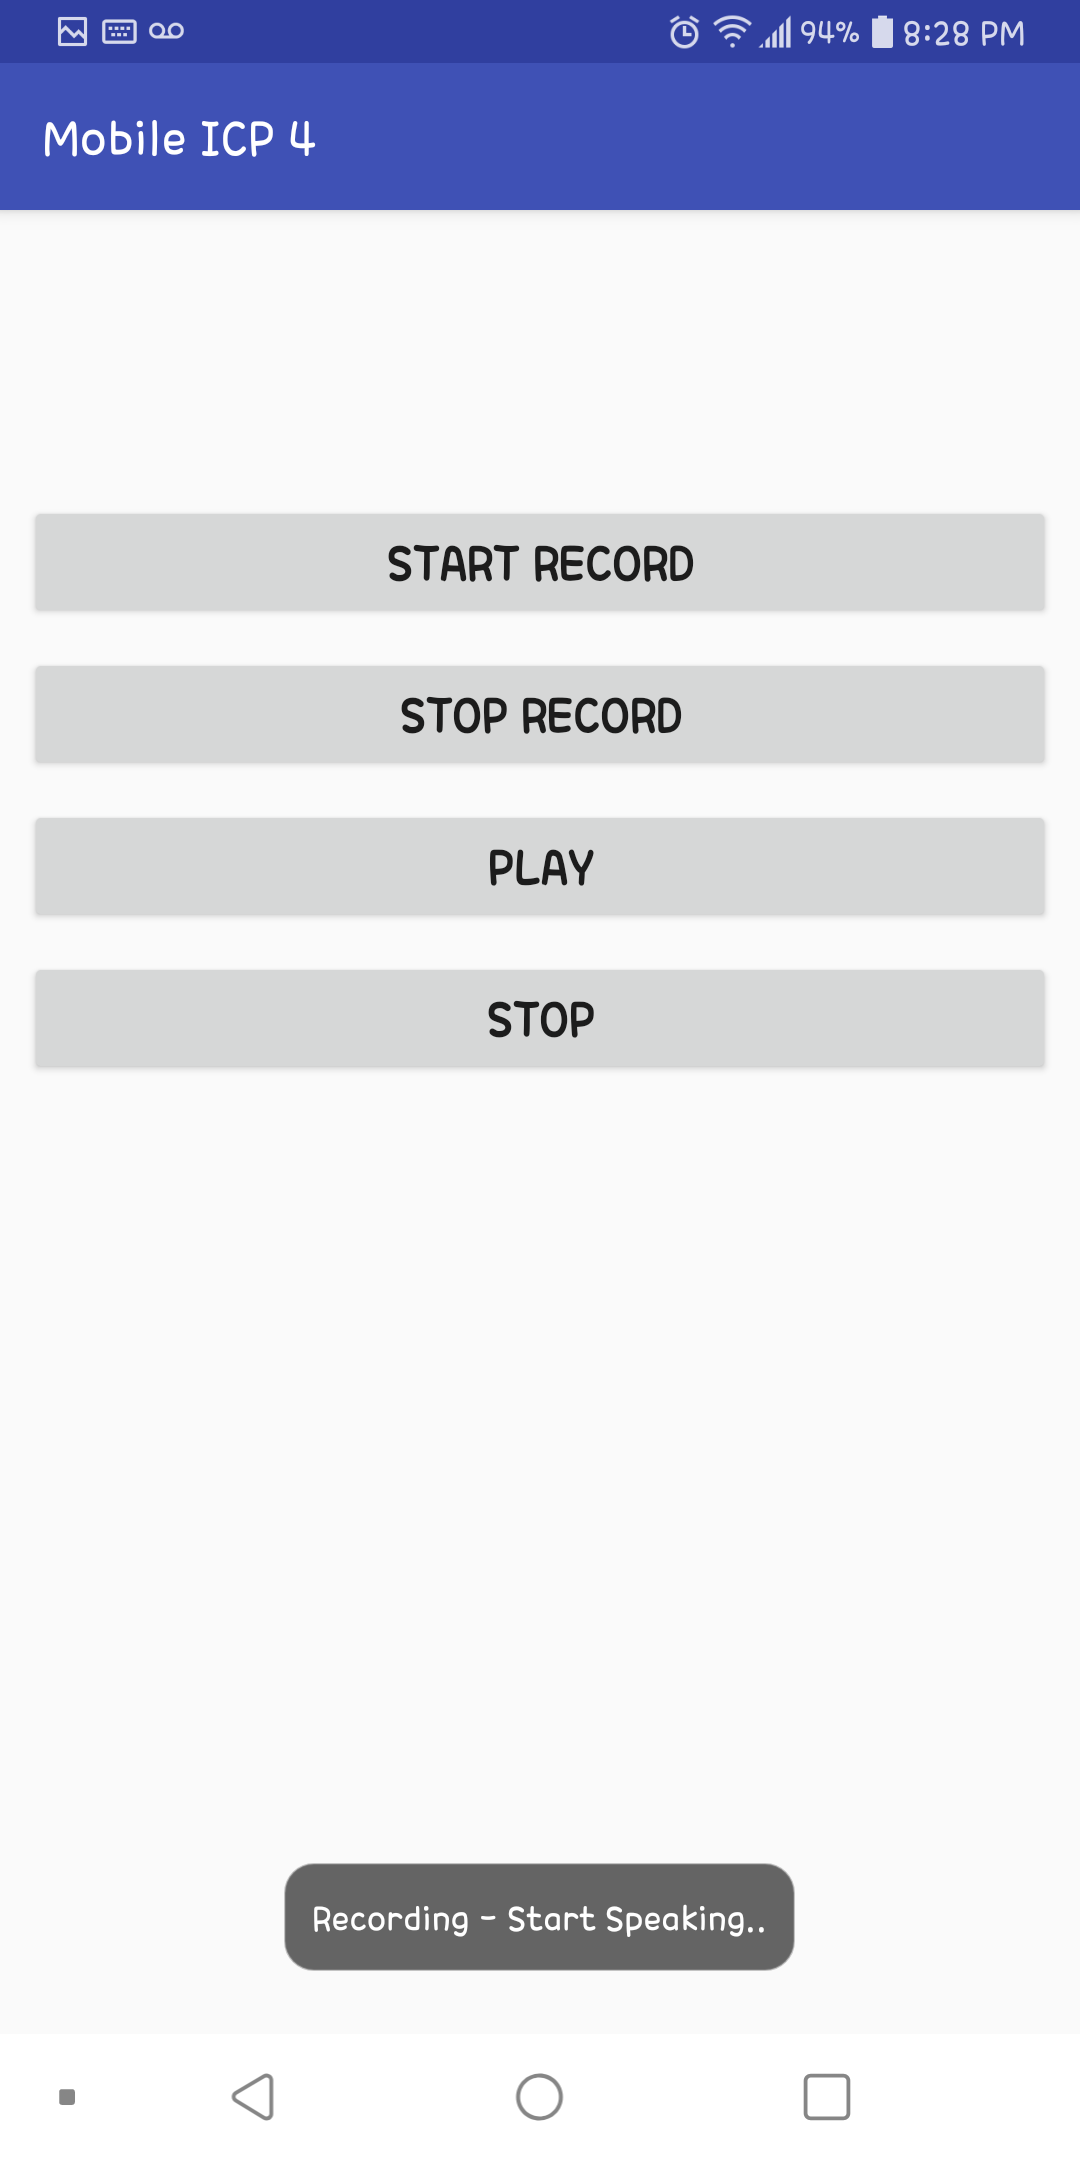 94% 8:28 PM
Mobile ICP 4
START RECORD
STOP RECORD
PLAY
STOP
Recording - Start Speaking..